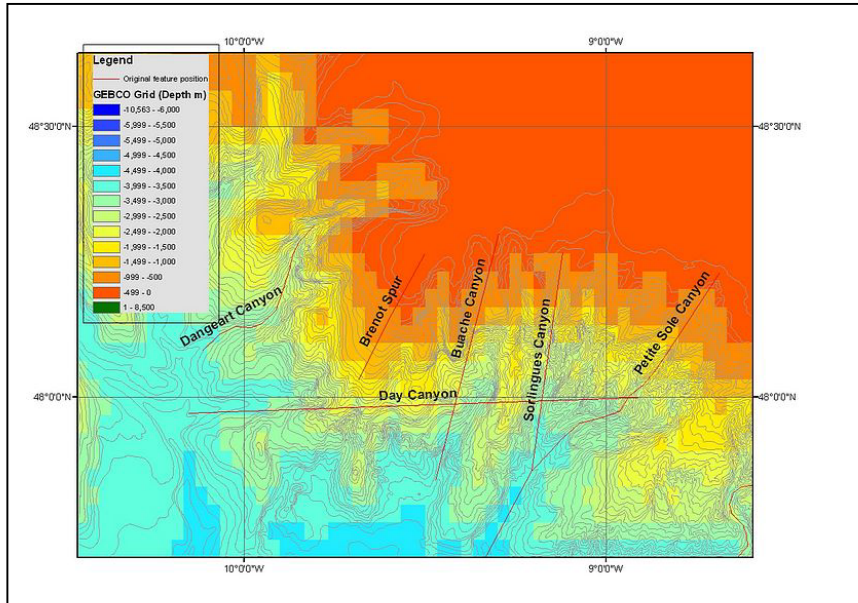 10°0'0"W
9°0'0"W
Legend
Original feature position
GEBCO Grid (Depth m)
-10,563 - -6,000
-5,999 - -5,500
-5,499 - -5,000
-4,999 - -4,500
-4,499 - -4,000
-3,999 - -3,500
-3,499 - -3,000
-2,999 - -2,500
-2,499 - -2,000
-1,999 - -1,500
-1,499 - -1,000
-999 - -500
-499 - 0
1 - 8,500
48°30'0"N
48°30'0"N
Dangeart Canyon
Brenot Spur
Buache Canyon
Sorlingues Canyon
Petite Sole Canyon
Day Canyon
48°0'0"N
48°0'0"N
10°0'0"W
9°0'0"W